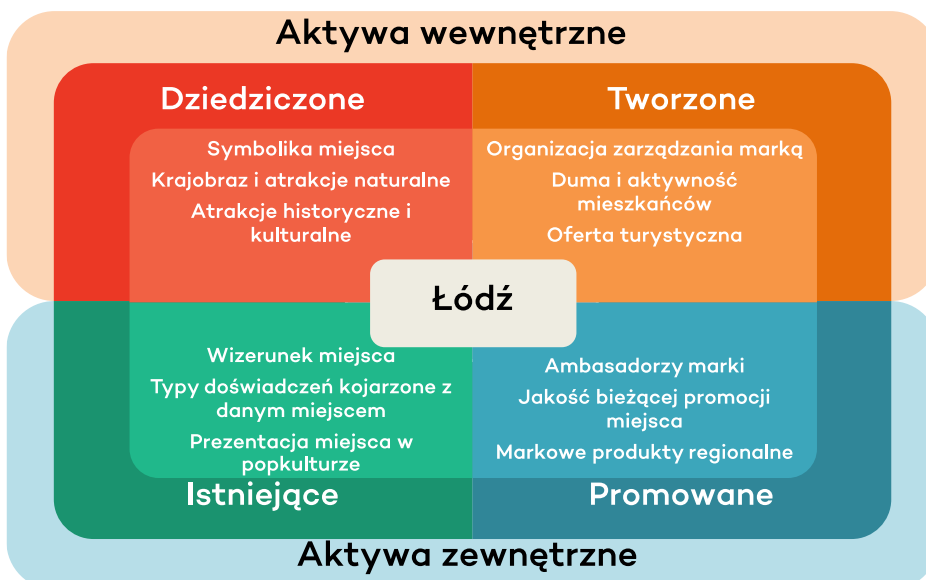 Aktywa wewnętrzne
Dziedziczone
Symbolika miejsca
Krajobraz i atrakcje naturalne
Atrakcje historyczne i
kulturalne
Tworzone
Organizacja zarządzania marką
Duma i aktywność
mieszkańców
Oferta turystyczna
Łódź
Wizerunek miejsca
Typy doświadczeń kojarzone z
danym miejscem
Prezentacja miejsca w
popkulturze
Istniejące
Ambasadorzy marki
Jakość bieżącej promocji
miejsca
Markowe produkty regionalne
Promowane
Aktywa zewnętrzne